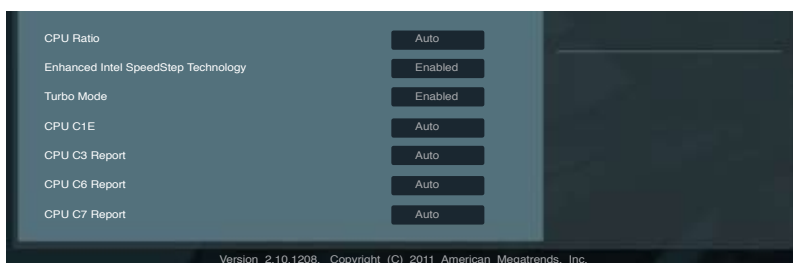 CPU Ratio Auto
Enhanced Intel SpeedStep Technology Enabled
Turbo Mode Enabled
CPU C1E Auto
CPU C3 Report Auto
CPU C6 Report Auto
CPU C7 Report Auto
Version 2.10.1208. Copyright (C) 2011 American Megatrends, Inc.